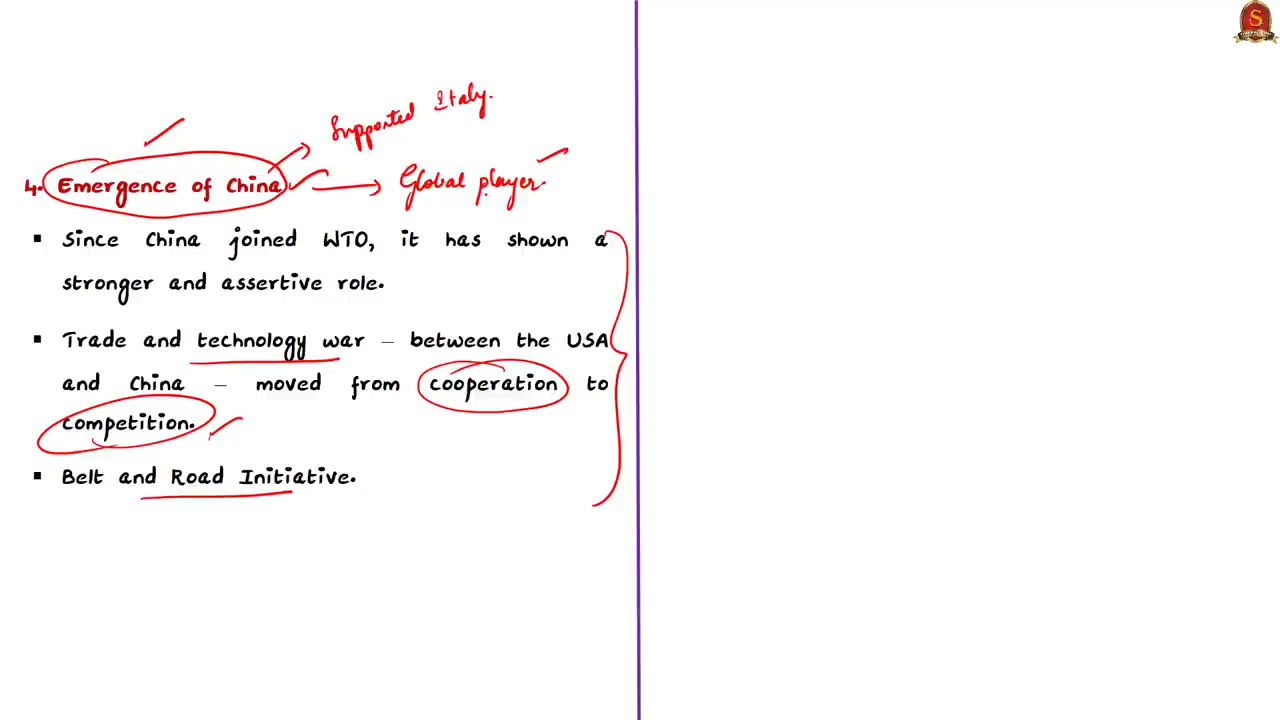 Supported Italy.
4. Emergence of China
Global player.
▪ Since China joined WTO, it has shown a
stronger and assertive role.
▪ Trade and technology war – between the USA
and China – moved from cooperation to
competition.
▪ Belt and Road Initiative.
S